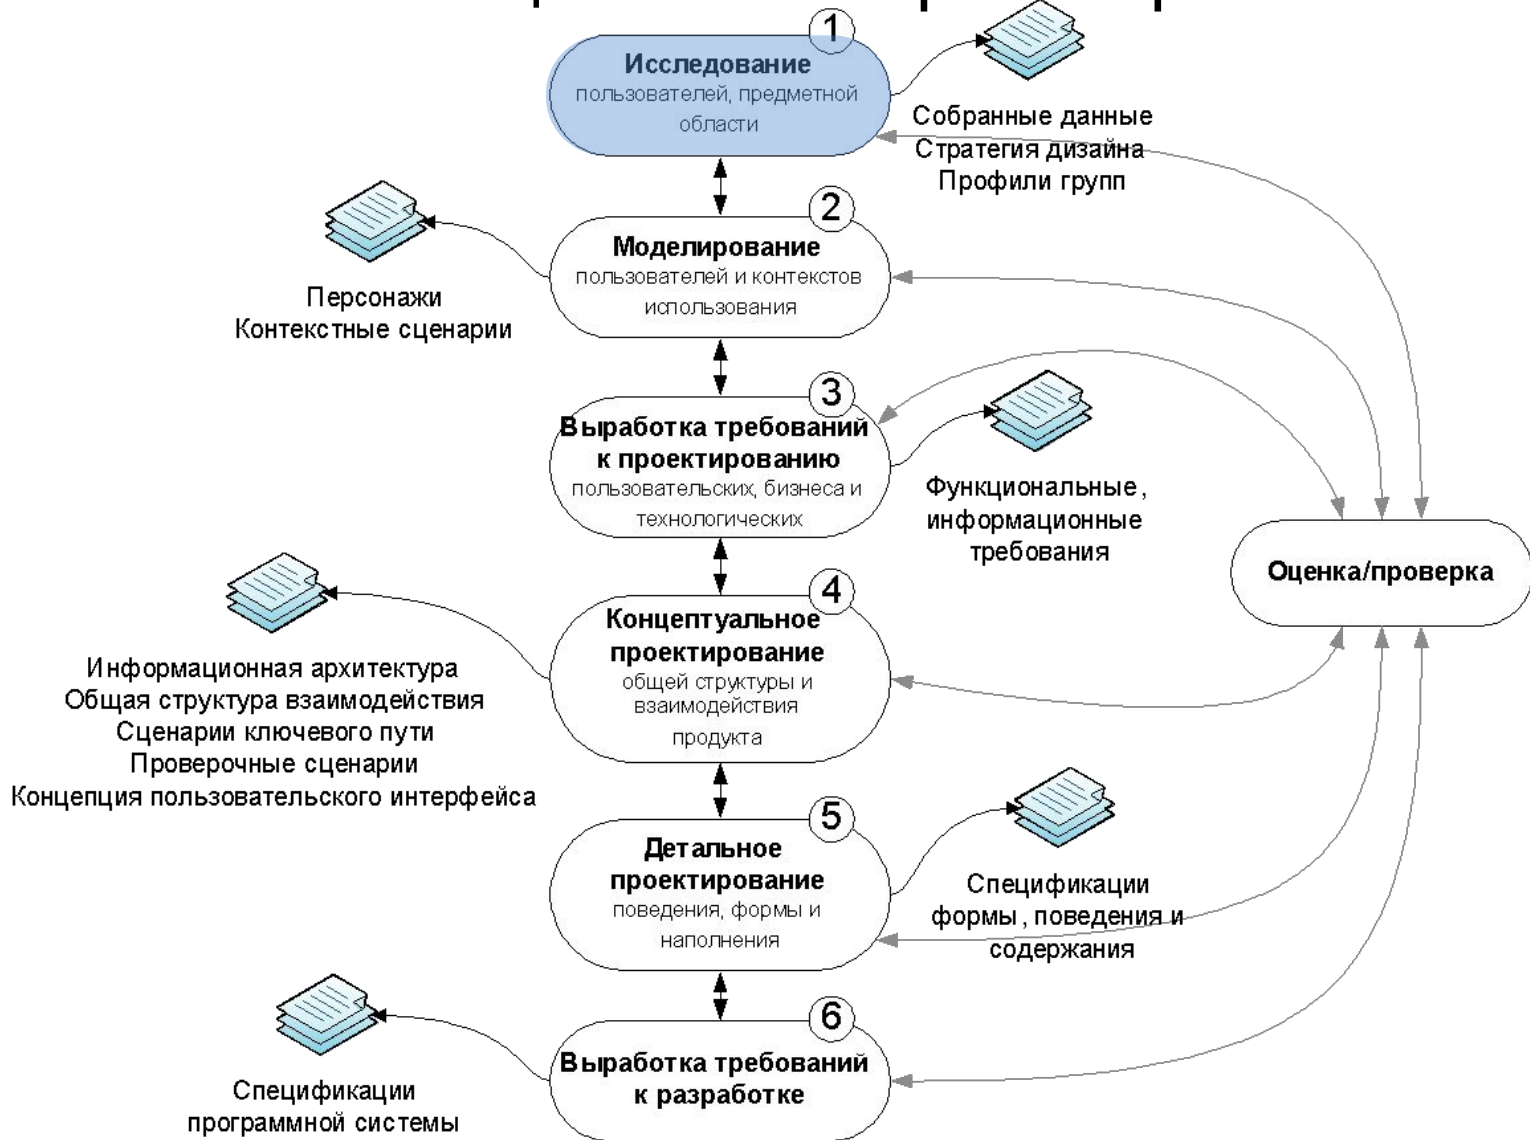 1
Исследование
пользователей, предметной
области
Собранные данные
Стратегия дизайна
Профили групп
2
Моделирование
пользователей и контекстов
использования
Персонажи
Контекстные сценарии
3
Выработка требований
к проектированию
пользовательских, бизнеса и
технологических
Функциональные,
информационные
требования
Оценка/проверка
4
Концептуальное
проектирование
общей структуры и
взаимодействия
продукта
Информационная архитектура
Общая структура взаимодействия
Сценарии ключевого пути
Проверочные сценарии
Концепция пользовательского интерфейса
5
Детальное
проектирование
поведения, формы и
наполнения
Спецификации
формы, поведения и
содержания
6
Выработка требований
к разработке
Спецификации
программной системы